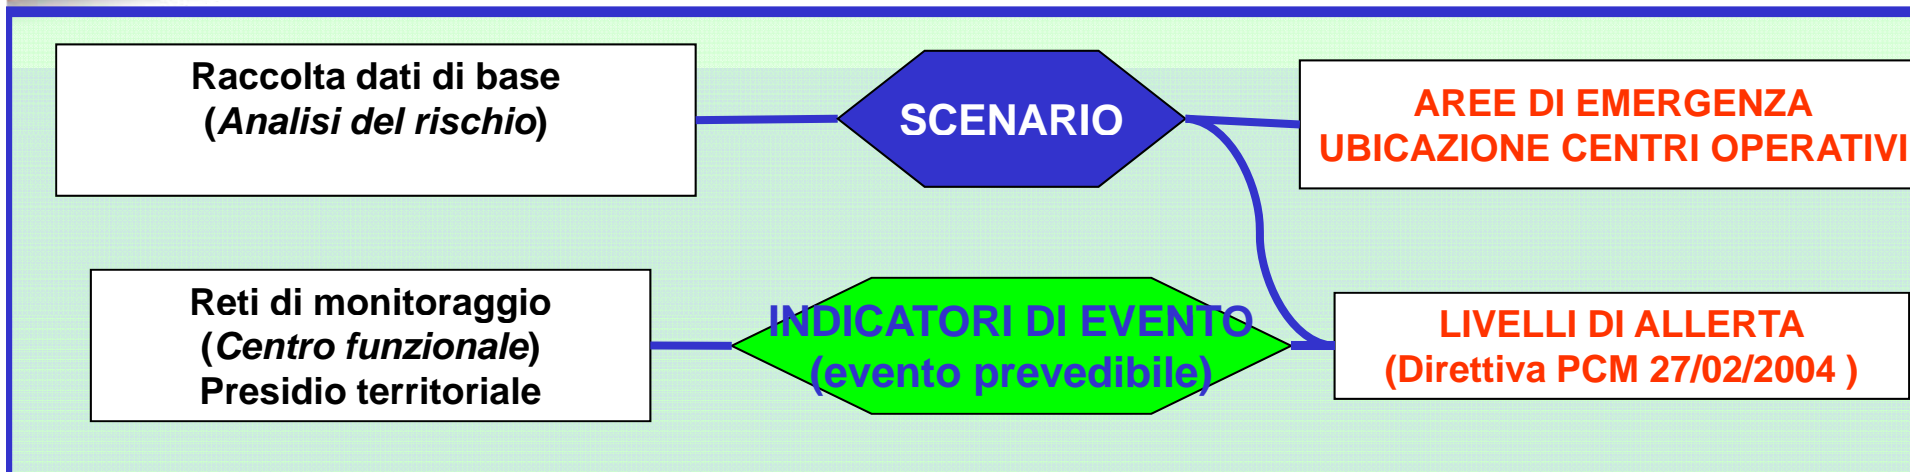 Raccolta dati di base
(Analisi del rischio)
SCENARIO
AREE DI EMERGENZA
UBICAZIONE CENTRI OPERATIVI
Reti di monitoraggio
(Centro funzionale)
Presidio territoriale
INDICATORI DI EVENTO
(evento prevedibile)
LIVELLI DI ALLERTA
(Direttiva PCM 27/02/2004 )